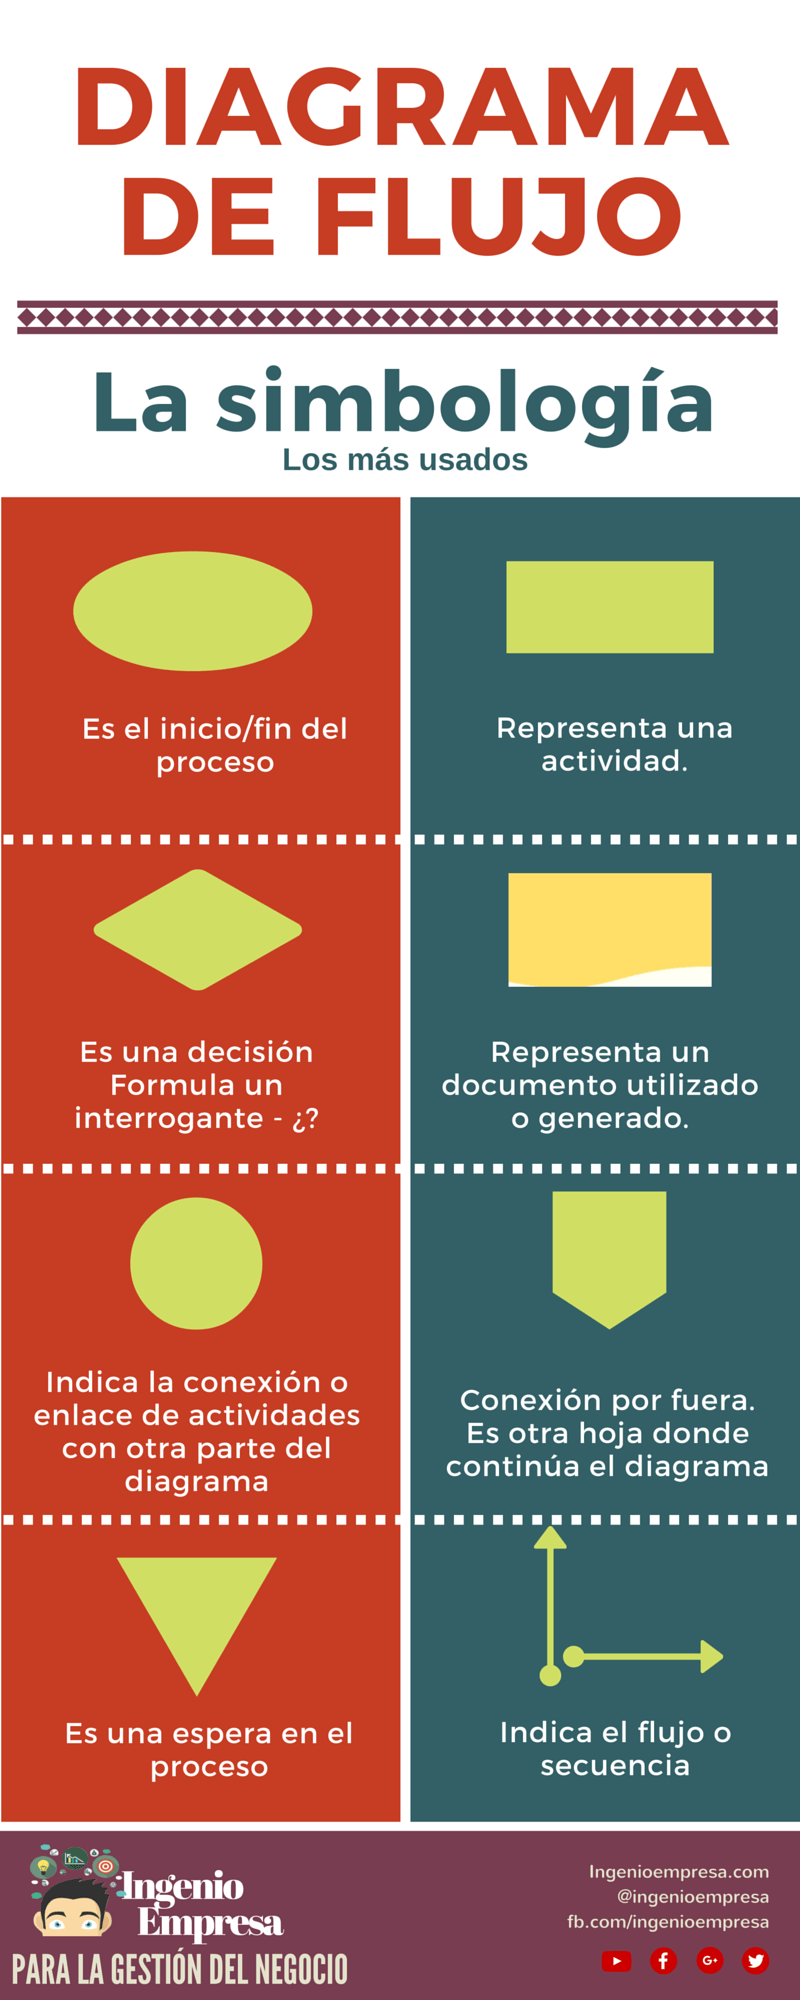 DIAGRAMA
DE FLUJO
La simbología
Los más usados
Es el inicio/fin del
proceso
Representa una
actividad.
Es una decisión
Formula un
interrogante - ¿?
Representa un
documento utilizado
o generado.
Indica la conexión o
enlace de actividades
con otra parte del
diagrama
Conexión por fuera.
Es otra hoja donde
continúa el diagrama
Es una espera en el
proceso
Indica el flujo o
secuencia
Ingenio
Empresa
PARA LA GESTIÓN DEL NEGOCIO
Ingenioempresa.com
@ingenioempresa
fb.com/ingenioempresa
G+